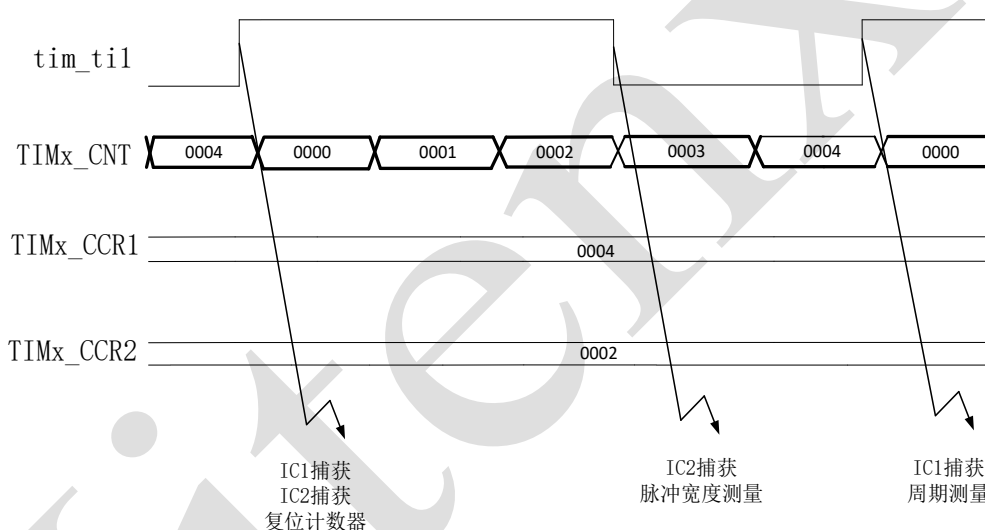 tim_ti1
TIMx_CNT 0004 0000 0001 0002 0003 0004 0000
TIMx_CCR1 0004
TIMx_CCR2 0002
IC1捕获
IC2捕获
复位计数器
IC2捕获
脉冲宽度测量
IC1捕获
周期测量